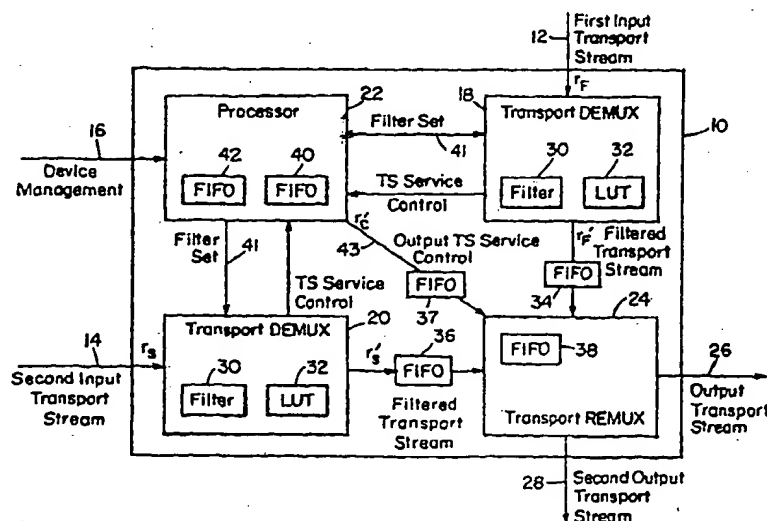 12
First Input
Transport
Stream
rF
Processor
22
18
Transport DEMUX
10
16
Device
Management
Filter Set
41
42
FIFO
40
FIFO
30
Filter
32
LUT
TS Service
Control
rC'
43
Output TS Service
Control
FIFO
37
rF'
Filtered
Transport
Stream
FIFO
34
24
Filter
Set
41
TS Service
Control
14
Second Input
Transport
Stream
rS
Transport DEMUX
20
30
Filter
32
LUT
rS'
36
FIFO
Filtered
Transport
Stream
FIFO
38
Transport REMUX
26
Output
Transport
Stream
28
Second Output
Transport
Stream